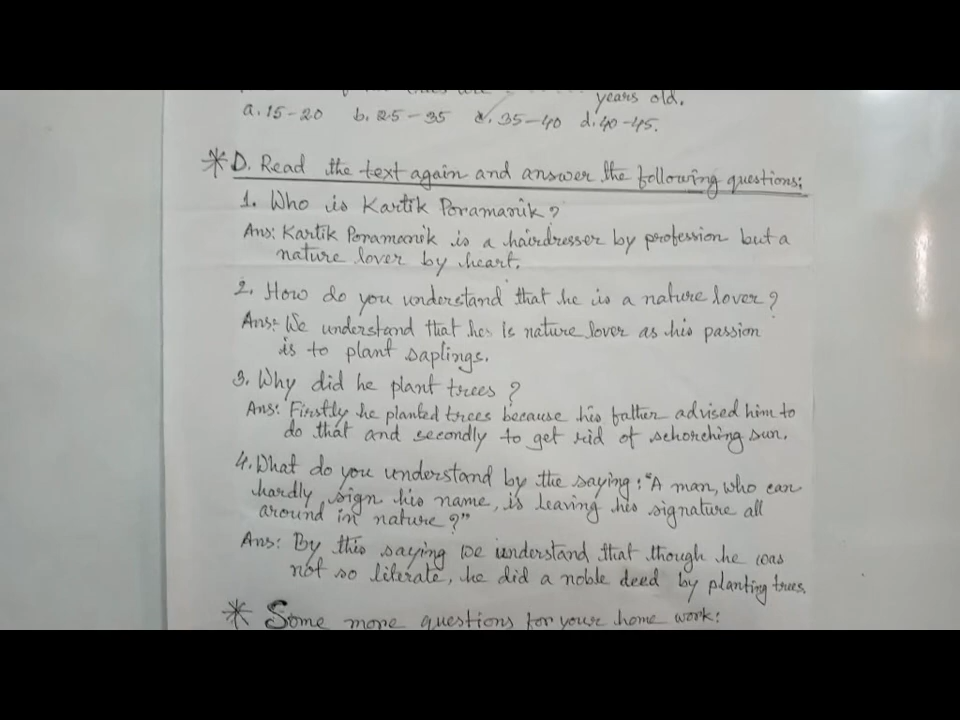 years old.
a. 15-20 b. 25-35 c. 35-40 d. 40-45.
* D. Read the text again and answer the following questions:
1. Who is Kartik Poramanik?
Ans: Kartik Poramanik is a hairdresser by profession but a
nature lover by heart.
2. How do you understand that he is a nature lover?
Ans: We understand that he is nature lover as his passion
is to plant saplings.
3. Why did he plant trees?
Ans: Firstly he planted trees because his father advised him to
do that and secondly to get rid of schorching sun.
4. What do you understand by the saying: "A man, who can
hardly sign his name, is leaving his signature all
around in nature?"
Ans: By this saying we understand that though he was
not so literate, he did a noble deed by planting trees.
* Some more questions for your home work: